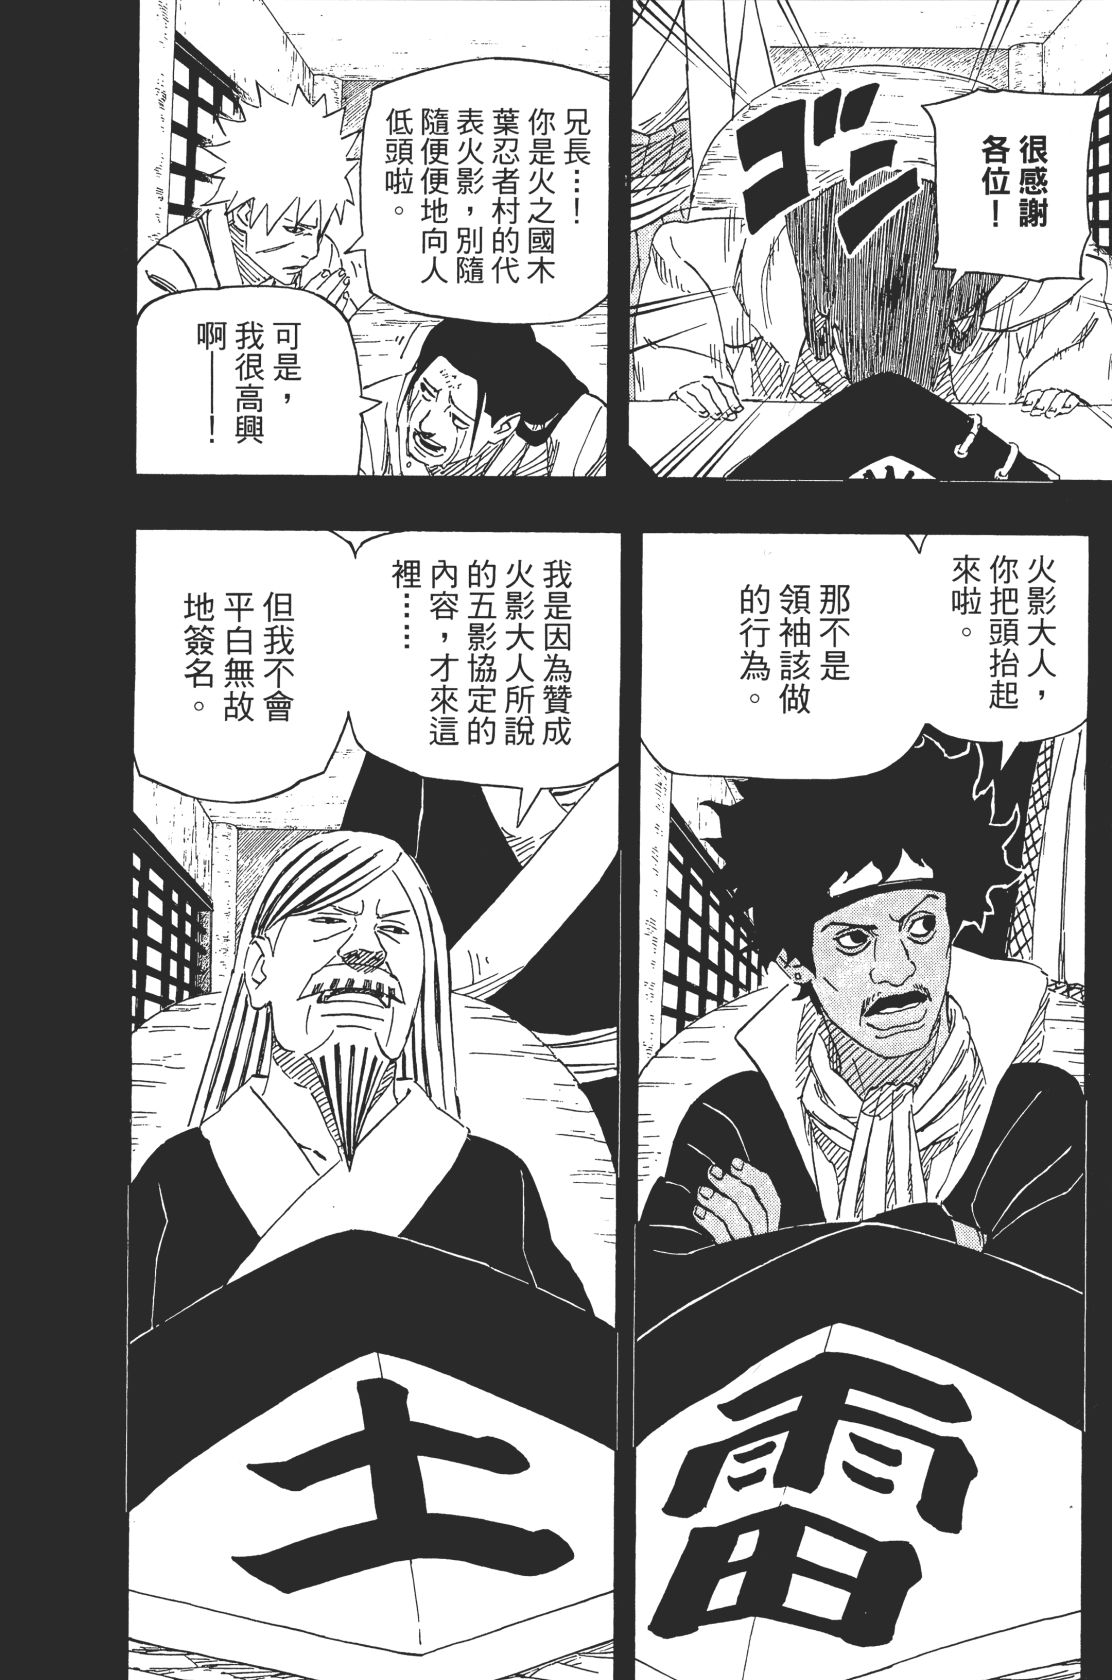 很感謝
各位！
ゴン
兄長⋯！
你是火之國木
葉忍者村的代
表火影，別隨
隨便便地向人
低頭啦。
可是，
我很高興
啊——！
火影大人，
你把頭抬起
來啦。
那不是
領袖該做
的行為。
雷
我是因為贊成
火影大人所說
的五影協定的
內容，才來這
裡⋯⋯
但我不會
平白無故
地簽名。
土